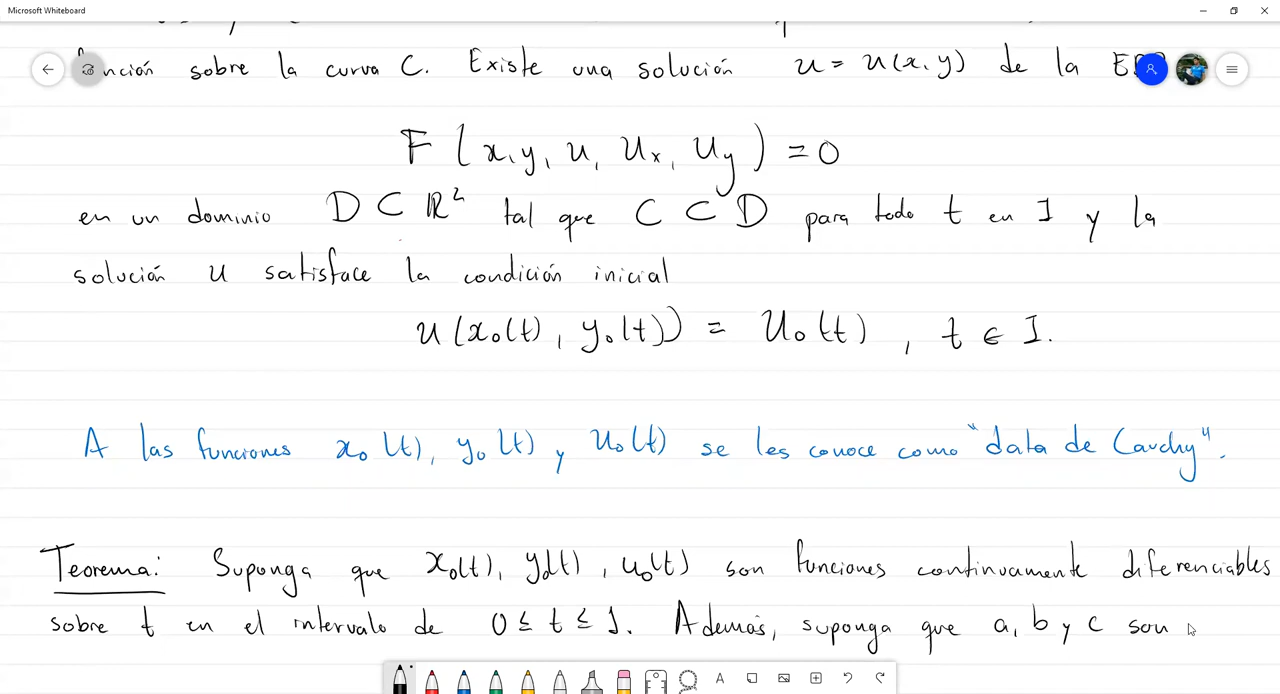 Microsoft Whiteboard
función sobre la curva C. Existe una solución u = u(x, y) de la
F (x, y, u, ux, uy) = 0
en un dominio D ⊂ ℝ² tal que C ⊂ D para todo t en I y la
solución u satisface la condición inicial
u (x₀(t), y₀(t)) = u₀(t), t ∈ I.
A las funciones x₀(t), y₀(t) y u₀(t) se les conoce como "data de Cauchy".
Teorema: Suponga que x₀(t), y₀(t), u₀(t) son funciones continuamente diferenciables
sobre t en el intervalo de 0 ≤ t ≤ 1. Además, suponga que a, b y c son